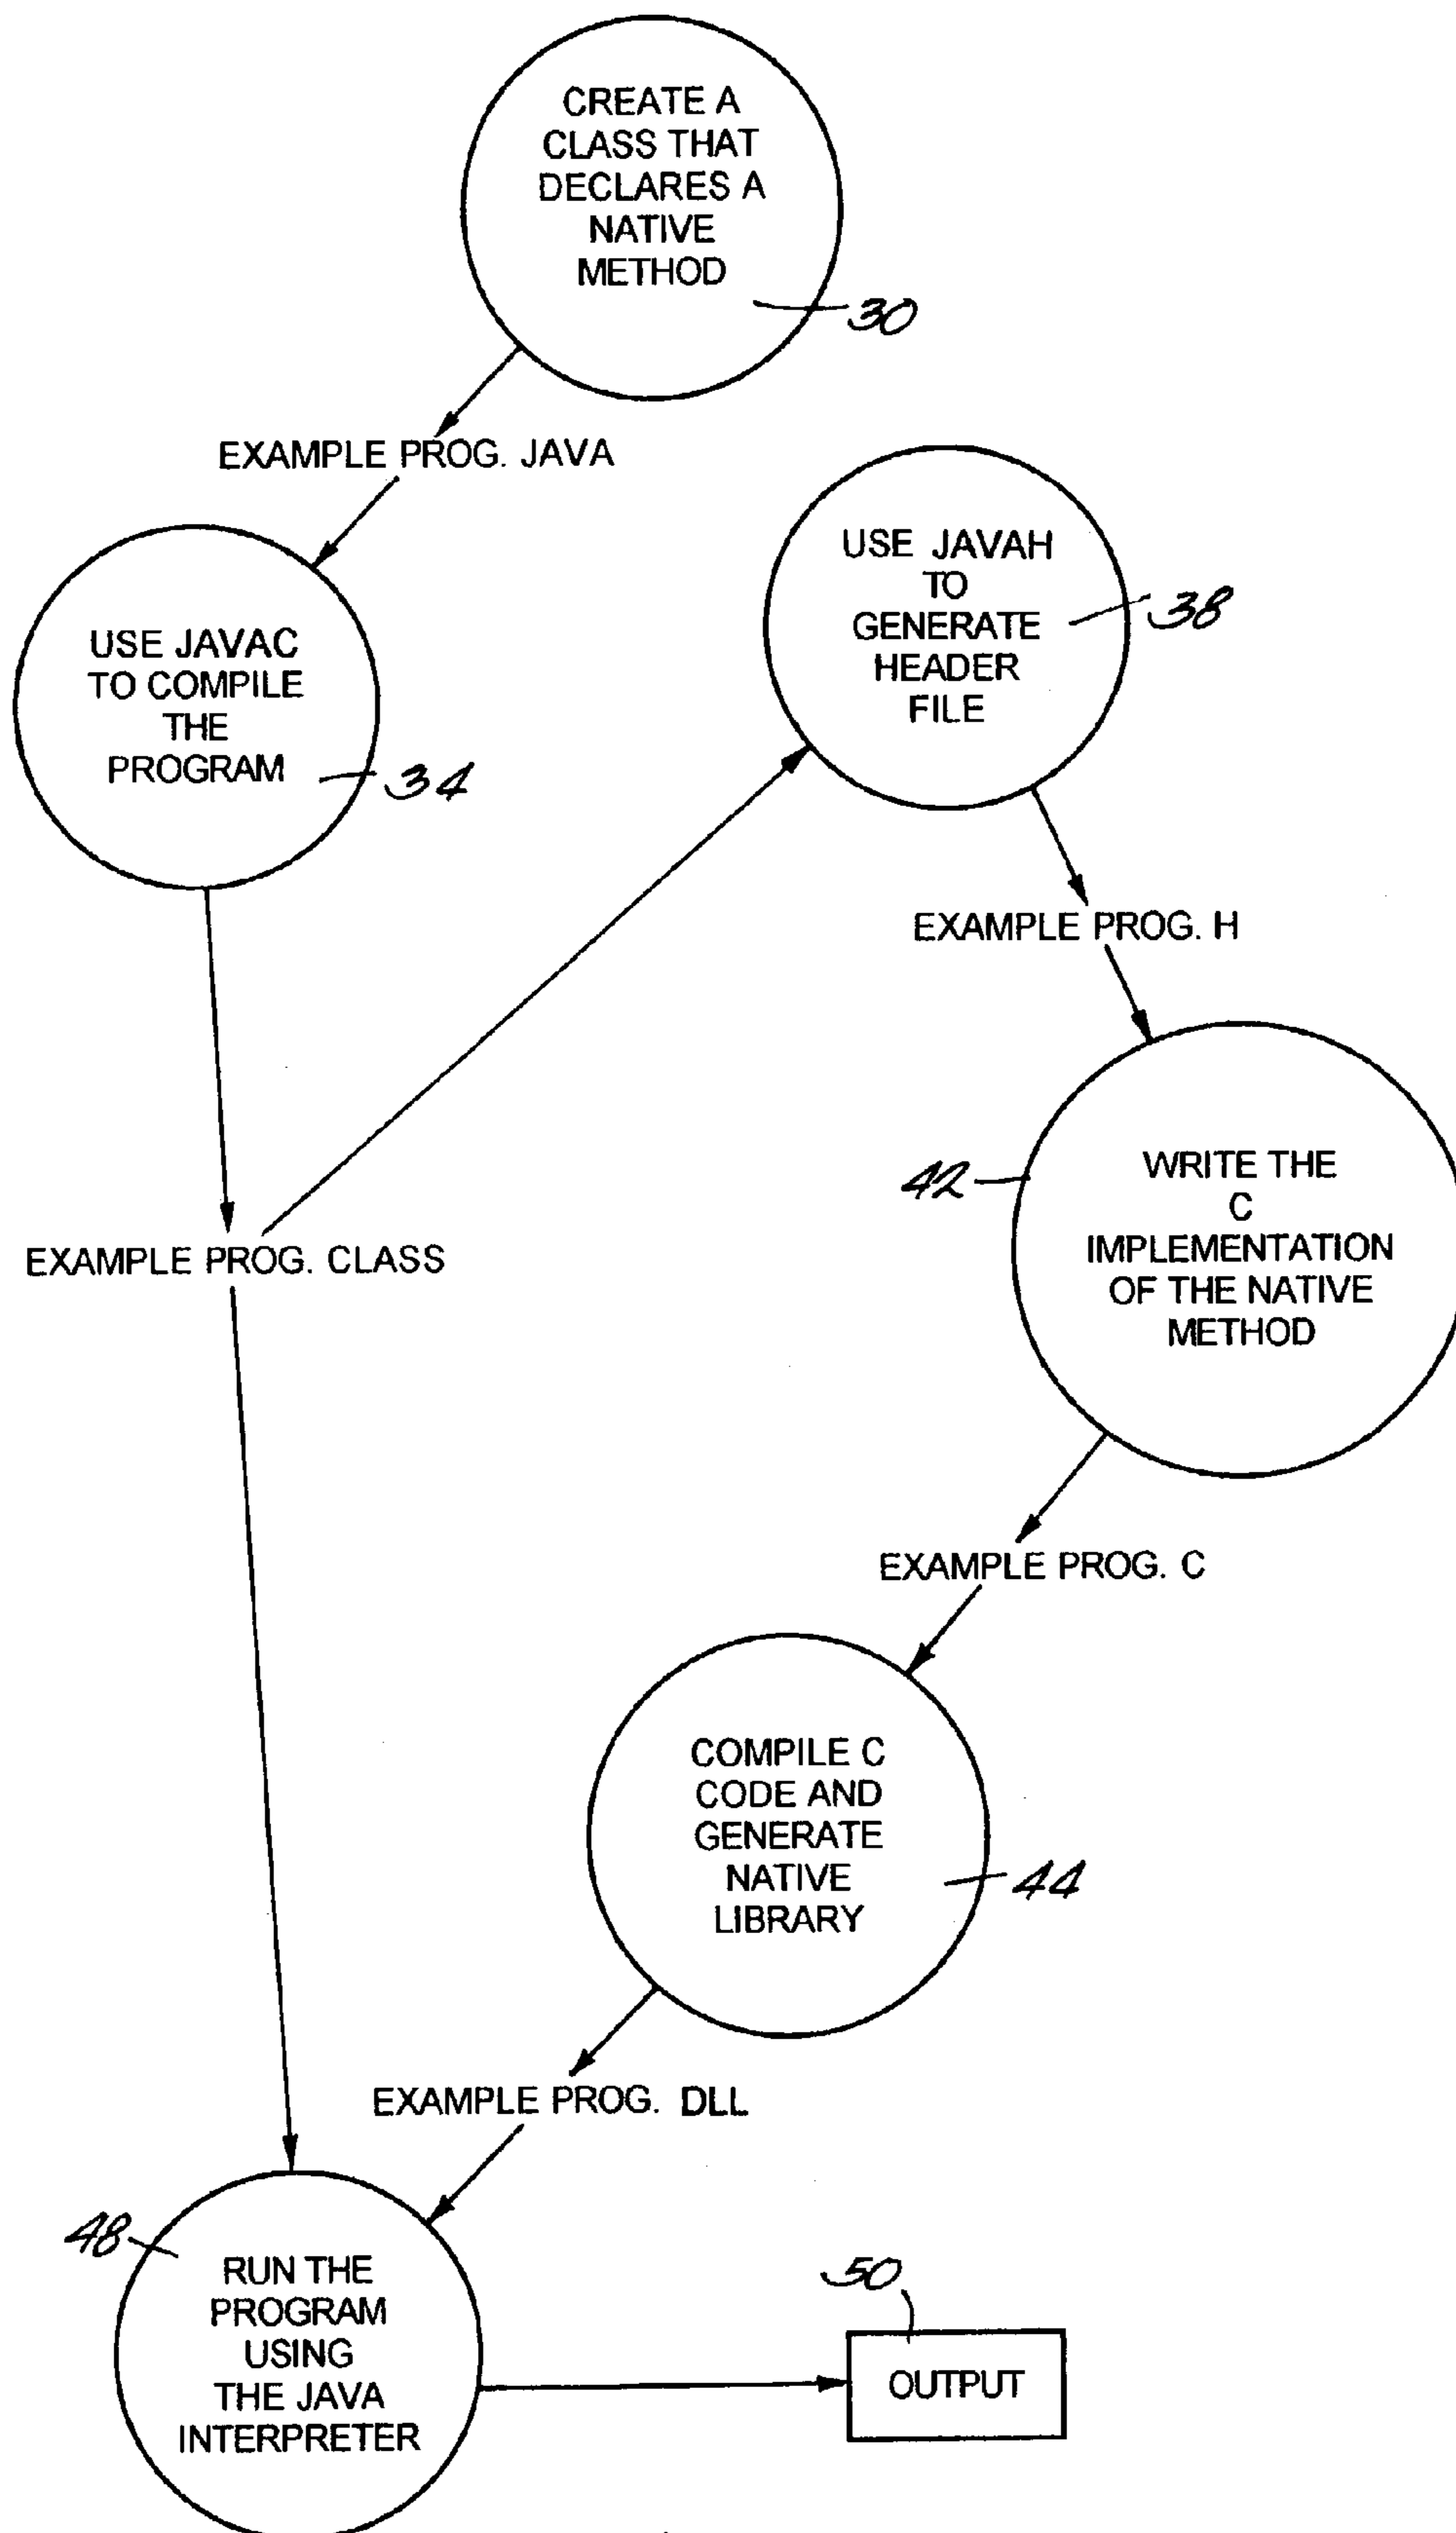 CREATE A
CLASS THAT
DECLARES A
NATIVE
METHOD
30
EXAMPLE PROG. JAVA
USE JAVAC
TO COMPILE
THE
PROGRAM
34
USE JAVAH
TO
GENERATE
HEADER
FILE
38
EXAMPLE PROG. H
EXAMPLE PROG. CLASS
42
WRITE THE
C
IMPLEMENTATION
OF THE NATIVE
METHOD
EXAMPLE PROG. C
COMPILE C
CODE AND
GENERATE
NATIVE
LIBRARY
44
EXAMPLE PROG. DLL
48
RUN THE
PROGRAM
USING
THE JAVA
INTERPRETER
50
OUTPUT